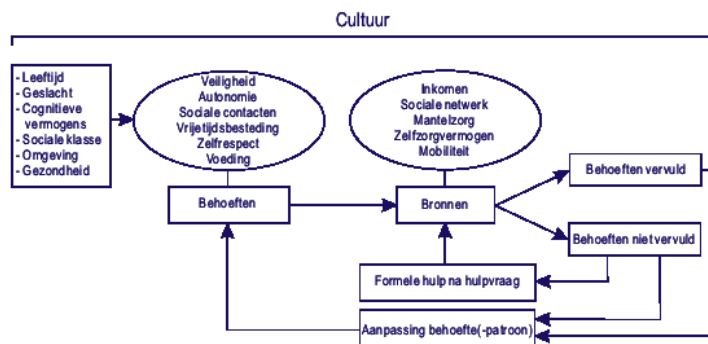 Cultuur
- Leeftijd
- Geslacht
- Cognitieve
vermogens
- Sociale klasse
- Omgeving
- Gezondheid
Veiligheid
Autonomie
Sociale contacten
Vrijetijdsbesteding
Zelfrespect
Voeding
Inkomen
Sociale netwerk
Mantelzorg
Zelfzorgvermogen
Mobiliteit
Behoeften
Bronnen
Behoeften vervuld
Behoeften niet vervuld
Formele hulp na hulpvraag
Aanpassing behoefte(-patroon)